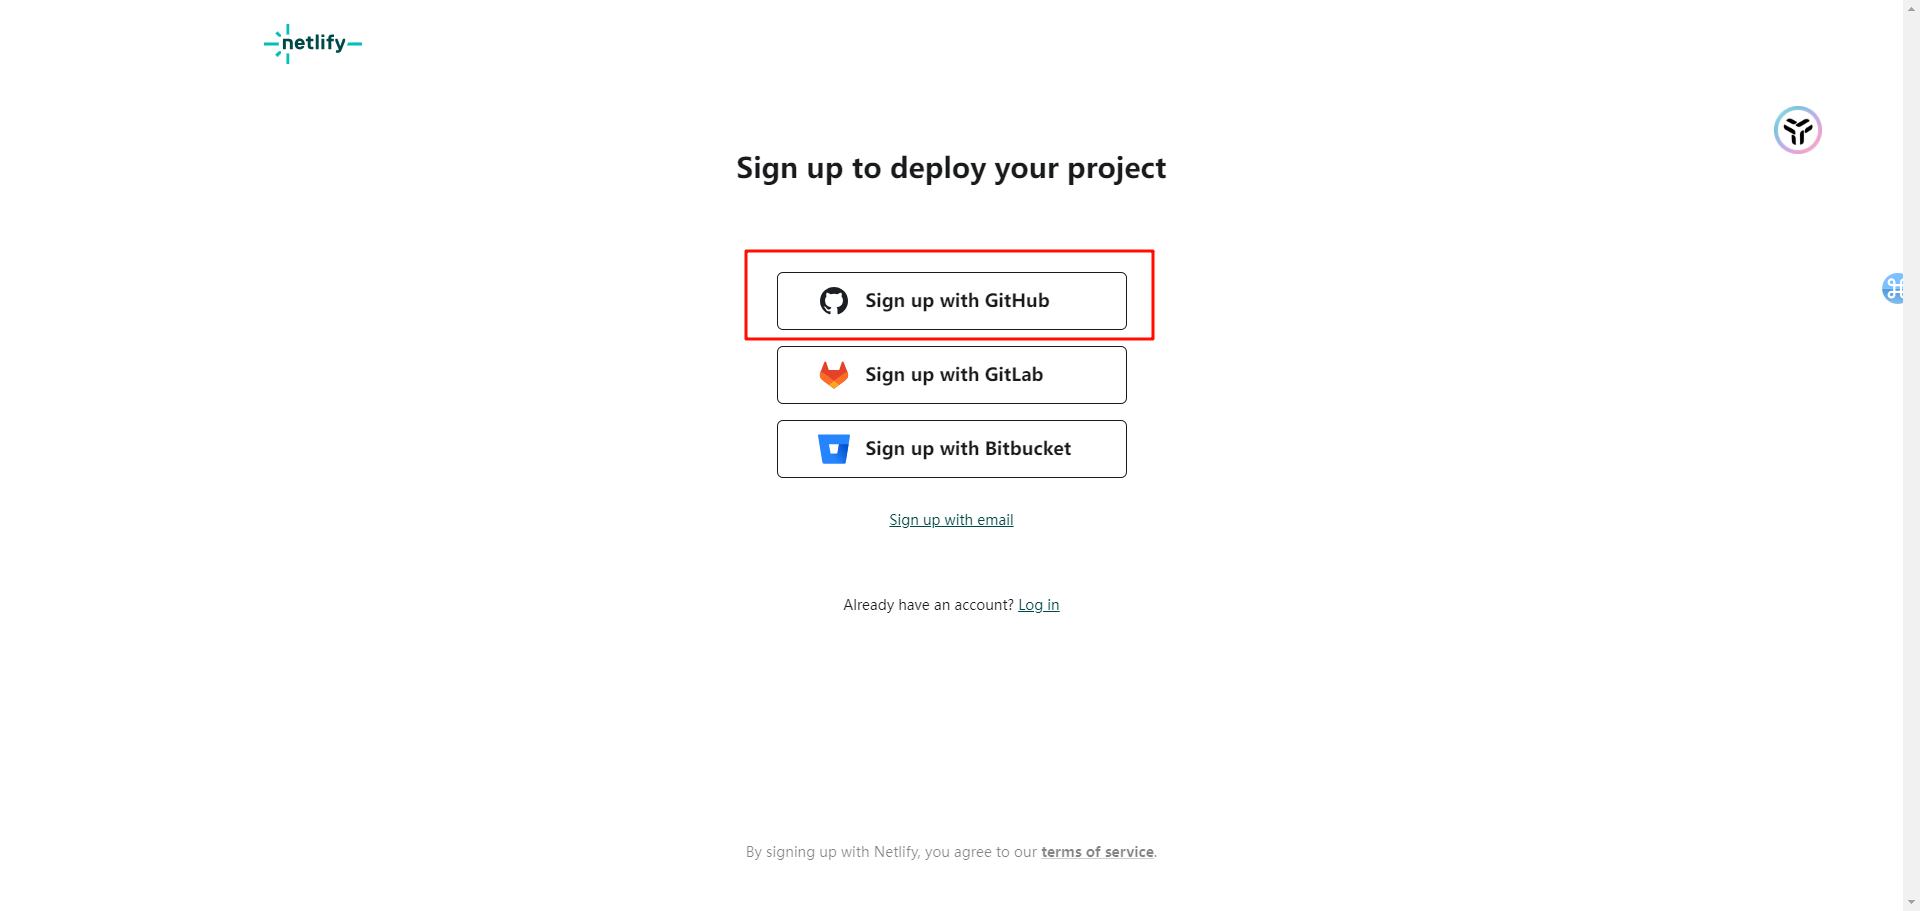 netlify
Sign up to deploy your project
Sign up with GitHub
Sign up with GitLab
Sign up with Bitbucket
Sign up with email
Already have an account? Log in
By signing up with Netlify, you agree to our terms of service.